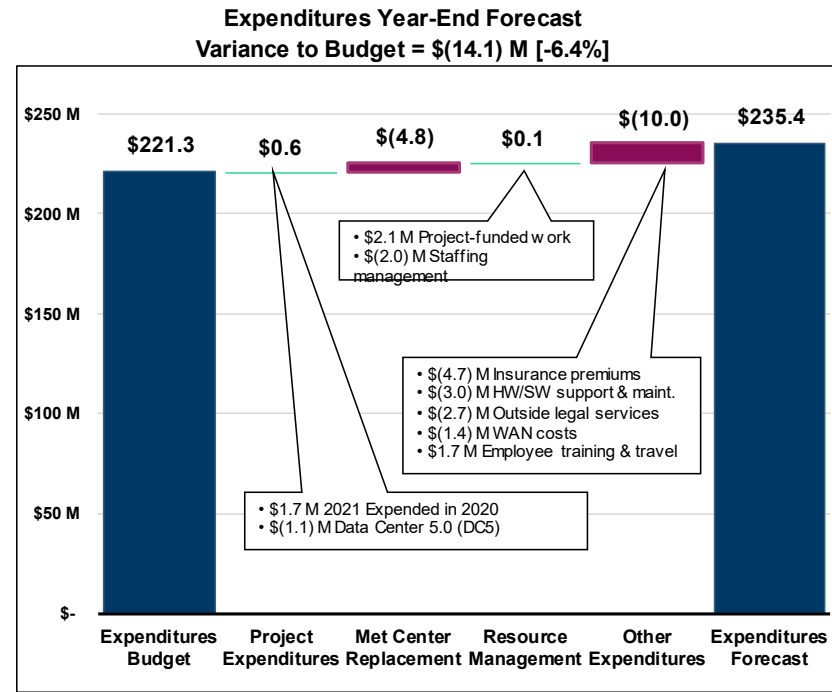 Expenditures Year-End Forecast
Variance to Budget = $(14.1) M [-6.4%]
$250 M
$200 M
$150 M
$100 M
$50 M
$-
$221.3
$0.6
$(4.8)
$0.1
$(10.0)
$235.4
• $2.1 M Project-funded work
• $(2.0) M Staffing
management
• $(4.7) M Insurance premiums
• $(3.0) M HW/SW support & maint.
• $(2.7) M Outside legal services
• $(1.4) M WAN costs
• $1.7 M Employee training & travel
• $1.7 M 2021 Expended in 2020
• $(1.1) M Data Center 5.0 (DC5)
Expenditures
Budget
Project
Expenditures
Met Center
Replacement
Resource
Management
Other
Expenditures
Expenditures
Forecast